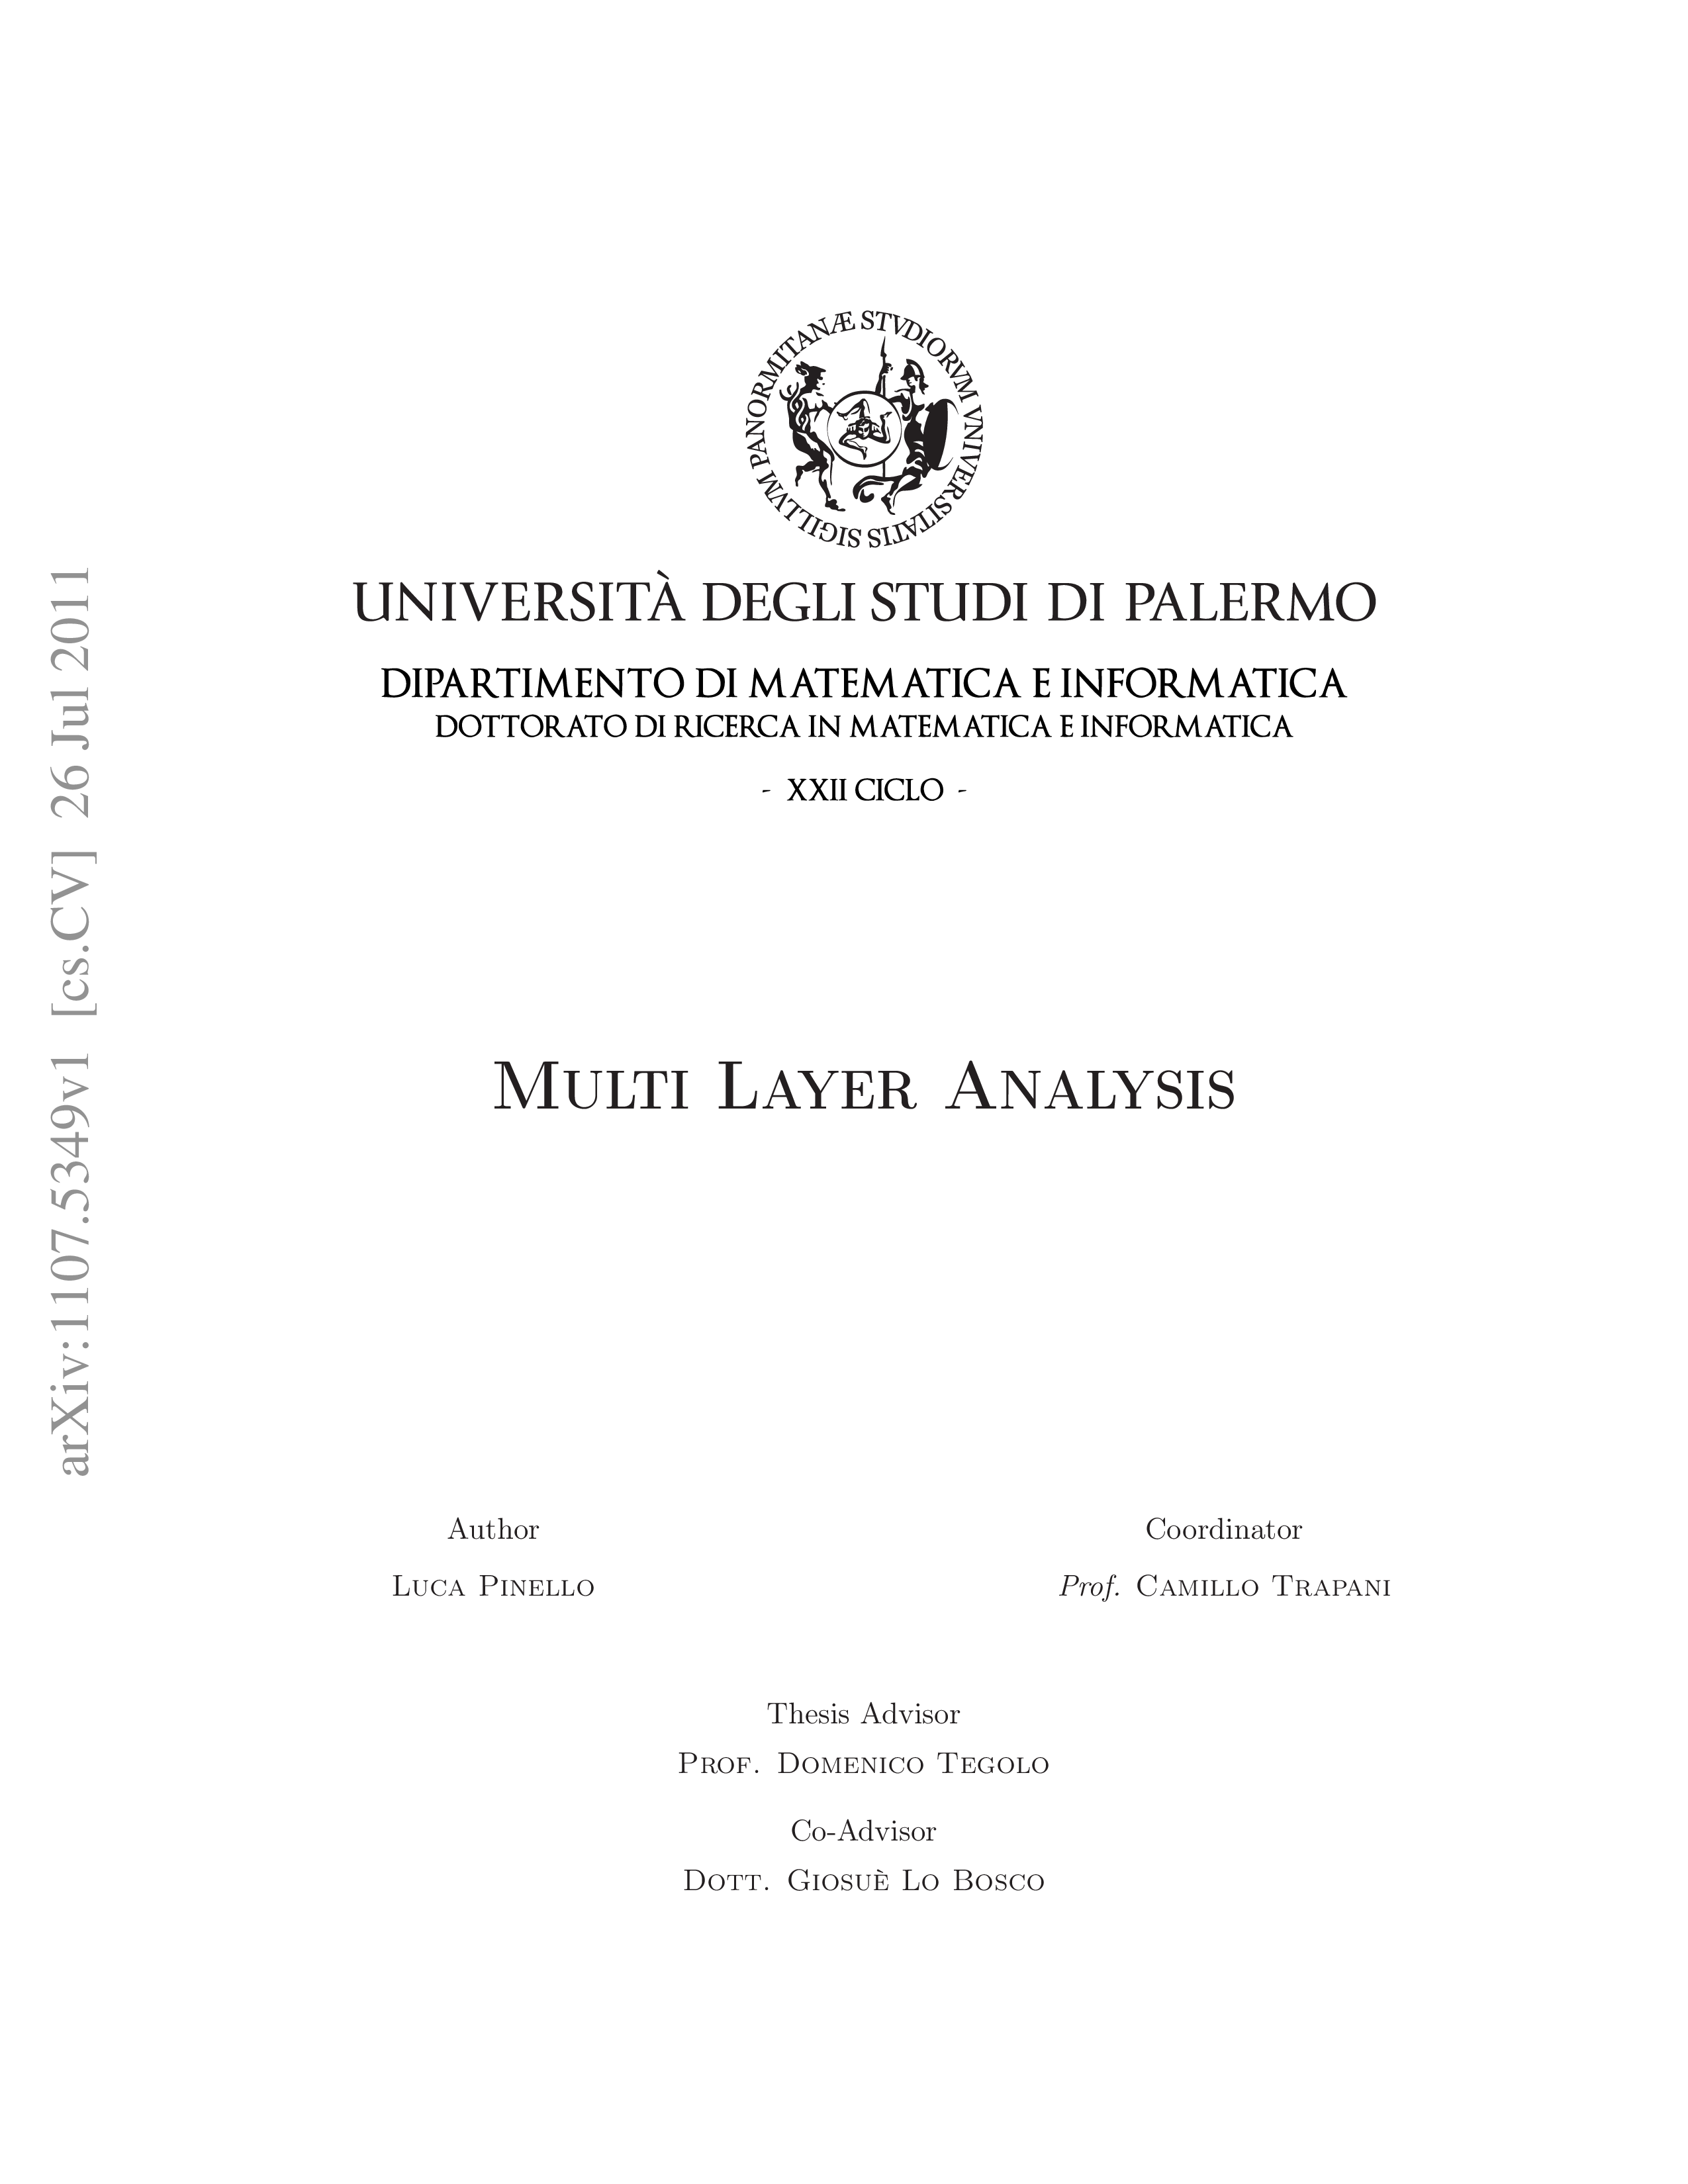 arXiv:1107.5349v1 [cs.CV] 26 Jul 2011
SIGILLVM PANORMITANÆ STVDIORVM VNIVERSITATIS
UNIVERSITÀ DEGLI STUDI DI PALERMO
DIPARTIMENTO DI MATEMATICA E INFORMATICA
DOTTORATO DI RICERCA IN MATEMATICA E INFORMATICA
- XXII CICLO -
MULTI LAYER ANALYSIS
Author
LUCA PINELLO
Coordinator
Prof. CAMILLO TRAPANI
Thesis Advisor
PROF. DOMENICO TEGOLO
Co-Advisor
DOTT. GIOSUÈ LO BOSCO